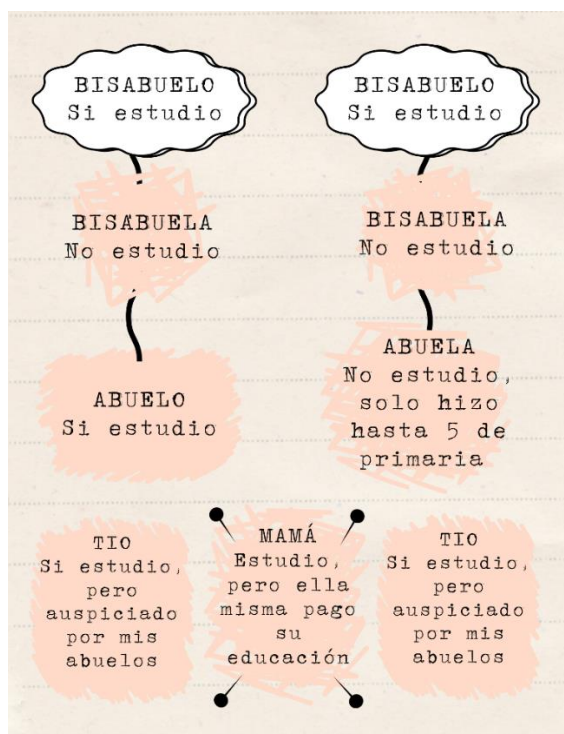 BISABUELO
Si estudio
BISABUELO
Si estudio
BISABUELA
No estudio
BISABUELA
No estudio
ABUELO
Si estudio
ABUELA
No estudio,
solo hizo
hasta 5 de
primaria
TIO
Si estudio,
pero
auspiciado
por mis
abuelos
MAMÁ
Estudio,
pero ella
misma pago
su
educación
TIO
Si estudio,
pero
auspiciado
por mis
abuelos